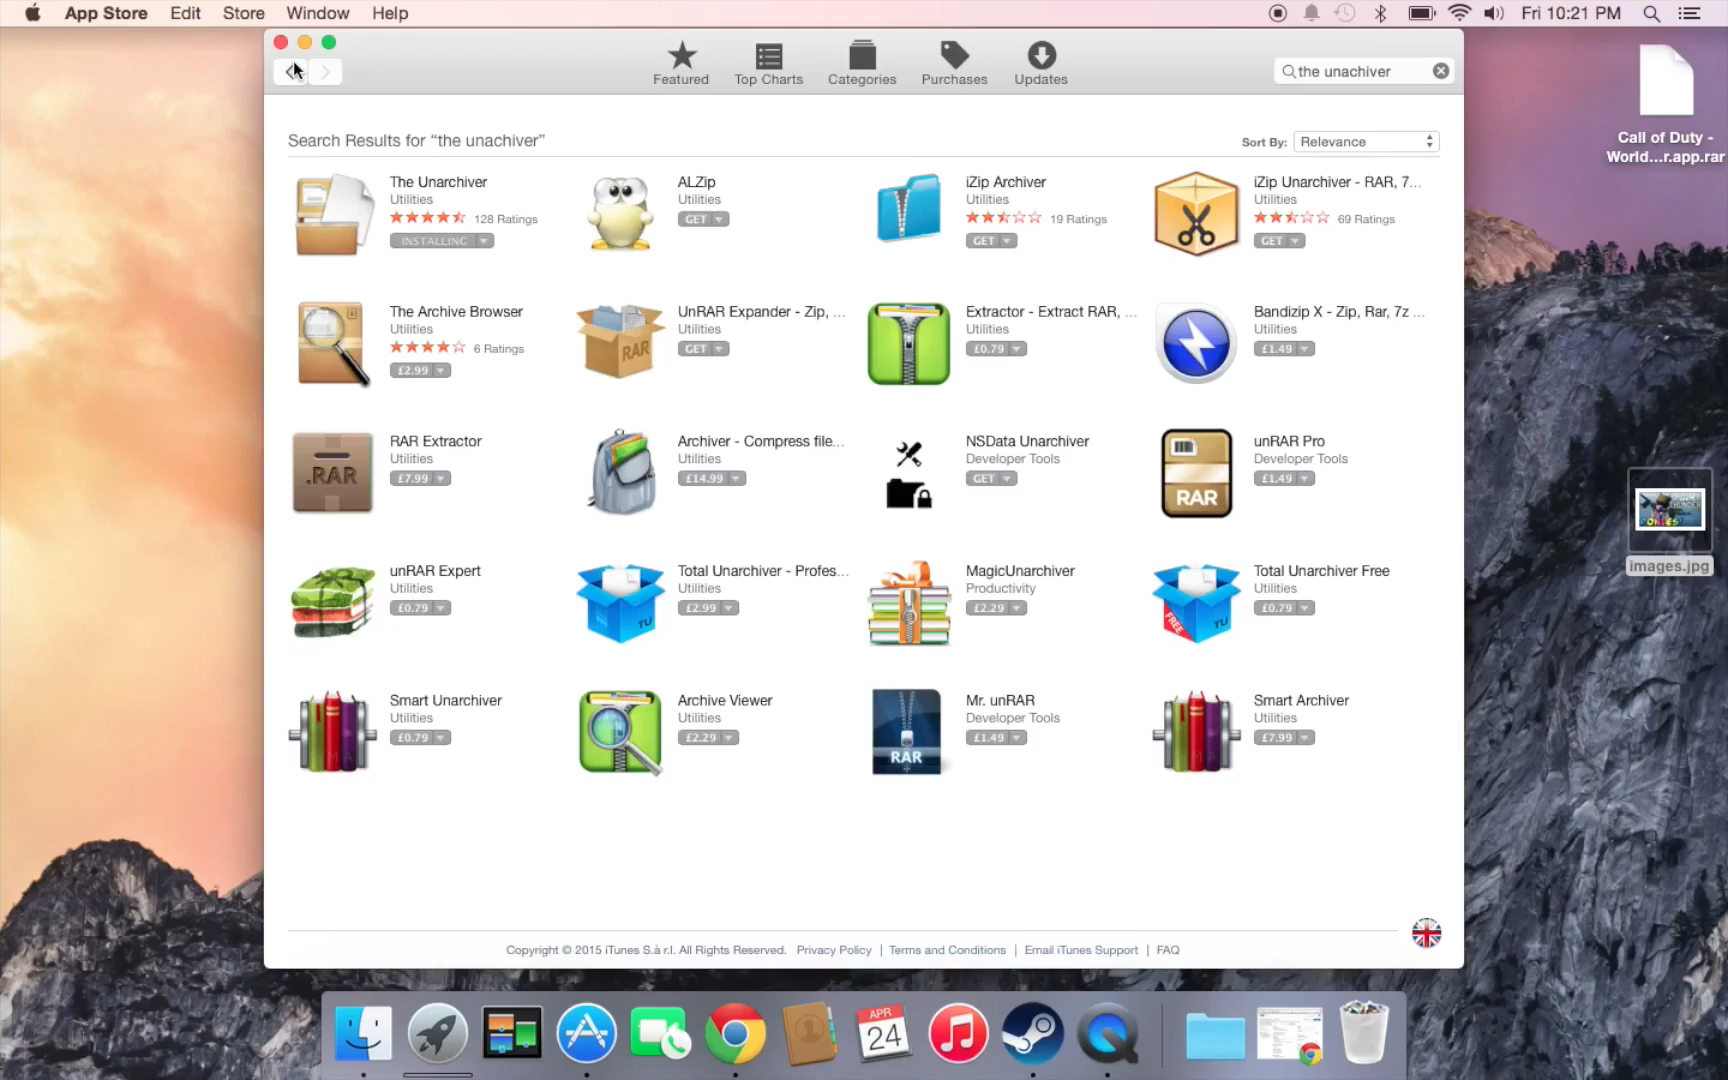 App Store Edit Store Window Help
Fri 10:21 PM
Featured Top Charts Categories Purchases Updates
the unachiver
Call of Duty -
World...r.app.rar
Search Results for “the unachiver”
Sort By: Relevance
The Unarchiver
Utilities
128 Ratings
INSTALLING
ALZip
Utilities
GET
iZip Archiver
Utilities
19 Ratings
GET
iZip Unarchiver - RAR, 7...
Utilities
69 Ratings
GET
The Archive Browser
Utilities
6 Ratings
£2.99
UnRAR Expander - Zip, ...
Utilities
GET
RAR
Extractor - Extract RAR, ...
Utilities
£0.79
Bandizip X - Zip, Rar, 7z ...
Utilities
£1.49
RAR Extractor
Utilities
£7.99
.RAR
Archiver - Compress file...
Utilities
£14.99
NSData Unarchiver
Developer Tools
GET
unRAR Pro
Developer Tools
£1.49
RAR
images.jpg
unRAR Expert
Utilities
£0.79
Total Unarchiver - Profes...
Utilities
£2.99
TU
MagicUnarchiver
Productivity
£2.29
Total Unarchiver Free
Utilities
£0.79
TU
FREE
Smart Unarchiver
Utilities
£0.79
Archive Viewer
Utilities
£2.29
Mr. unRAR
Developer Tools
£1.49
RAR
Smart Archiver
Utilities
£7.99
Copyright © 2015 iTunes S.à r.l. All Rights Reserved. Privacy Policy | Terms and Conditions | Email iTunes Support | FAQ
APR
24